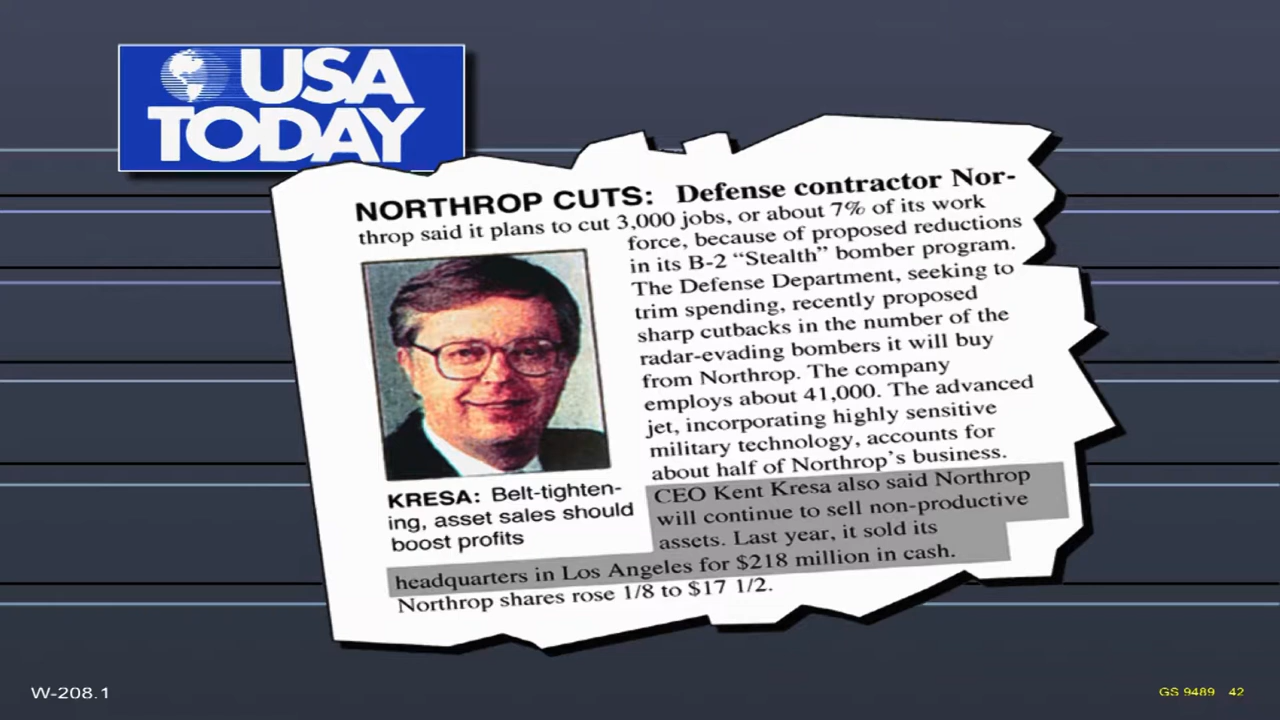 USA
TODAY
NORTHROP CUTS: Defense contractor Nor-
throp said it plans to cut 3,000 jobs, or about 7% of its work
force, because of proposed reductions
in its B-2 “Stealth” bomber program.
The Defense Department, seeking to
trim spending, recently proposed
sharp cutbacks in the number of the
radar-evading bombers it will buy
from Northrop. The company
employs about 41,000. The advanced
jet, incorporating highly sensitive
military technology, accounts for
about half of Northrop’s business.
KRESA: Belt-tighten-
ing, asset sales should
boost profits
CEO Kent Kresa also said Northrop
will continue to sell non-productive
assets. Last year, it sold its
headquarters in Los Angeles for $218 million in cash.
Northrop shares rose 1/8 to $17 1/2.
W-208.1
GS 9489 42